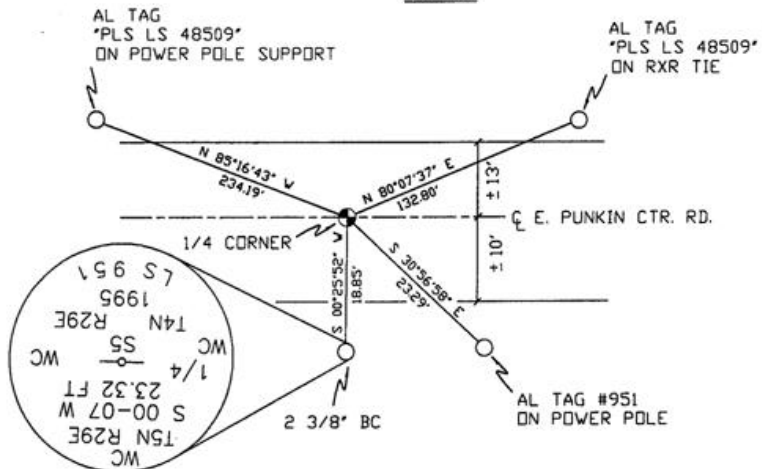 AL TAG
"PLS LS 48509"
ON POWER POLE SUPPORT
AL TAG
"PLS LS 48509"
ON RXR TIE
N 85°16'43" W
234.19'
N 80°07'37" E
132.80'
± 13'
℄ E. PUNKIN CTR. RD.
± 10'
1/4 CORNER
S 00°25'52" W
18.85'
S 30°56'58" E
23.29'
WC
T5N R29E
S 00-07 W
23.32 FT
1/4
WC S5 WC
T4N R29E
1995
LS 951
2 3/8" BC
AL TAG #951
ON POWER POLE